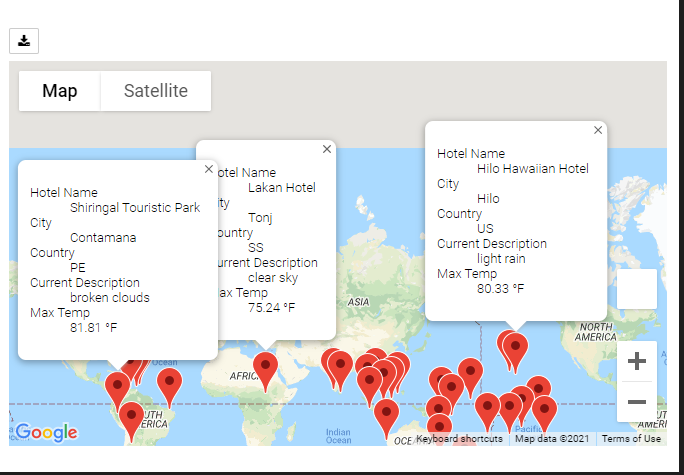 Map
Satellite
Hotel Name
Shiringal Touristic Park
City
Contamana
Country
PE
Current Description
broken clouds
Max Temp
81.81 °F
otel Name
Lakan Hotel
ity
Tonj
ountry
SS
urrent Description
clear sky
ax Temp
75.24 °F
Hotel Name
Hilo Hawaiian Hotel
City
Hilo
Country
US
Current Description
light rain
Max Temp
80.33 °F
ASIA
NORTH
AMERICA
Ocean
AFRIC
UTH
ERICA
Indian
Ocean
OCE
Pacific
Google
Keyboard shortcuts
Map data ©2021
Terms of Use